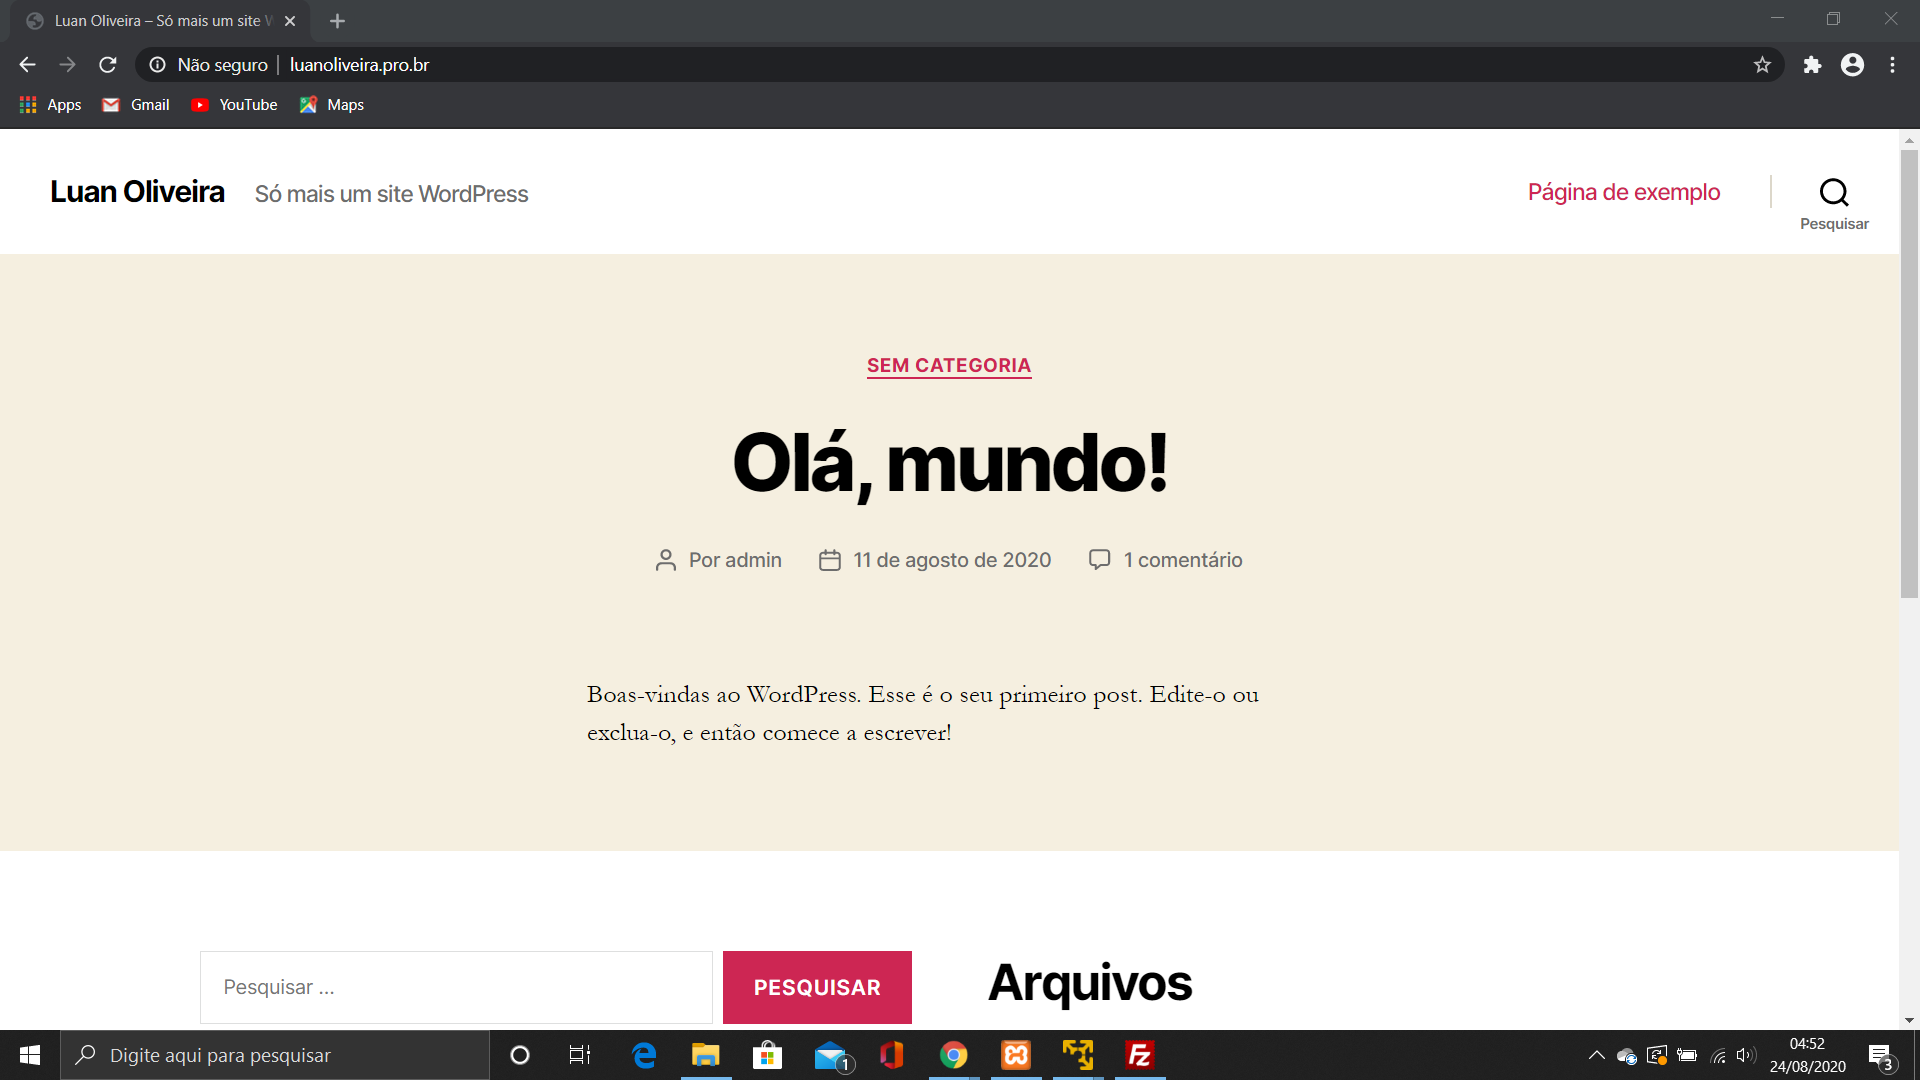 Luan Oliveira – Só mais um site W
Não seguro | luanoliveira.pro.br
Apps Gmail YouTube Maps
Luan Oliveira Só mais um site WordPress Página de exemplo
Pesquisar
SEM CATEGORIA
Olá, mundo!
Por admin 11 de agosto de 2020 1 comentário
Boas-vindas ao WordPress. Esse é o seu primeiro post. Edite-o ou
exclua-o, e então comece a escrever!
Pesquisar ... PESQUISAR Arquivos
Digite aqui para pesquisar 1 04:52
24/08/2020 3